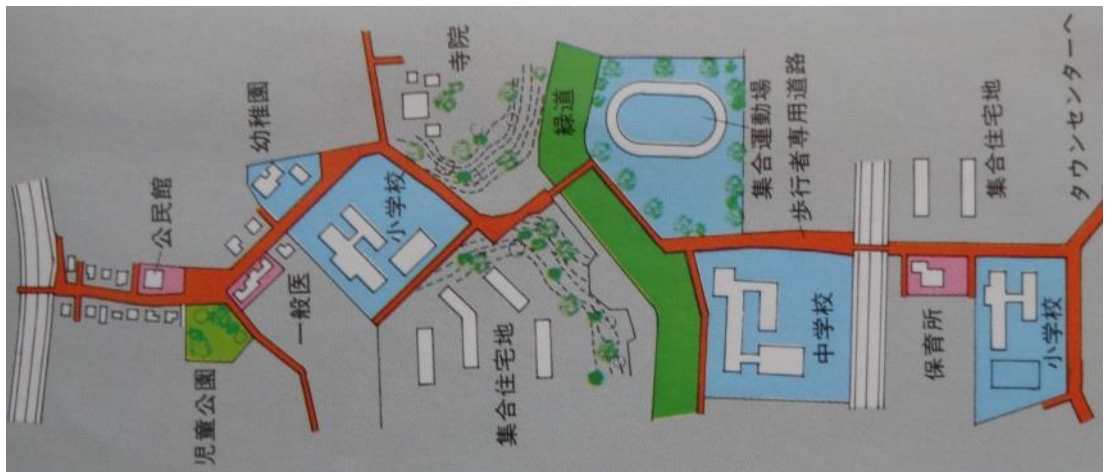 公民館
幼稚園
寺院
緑道
集合運動場
歩行者専用道路
集合住宅地
タウンセンターへ
小学校
一般医
児童公園
集合住宅地
中学校
保育所
小学校